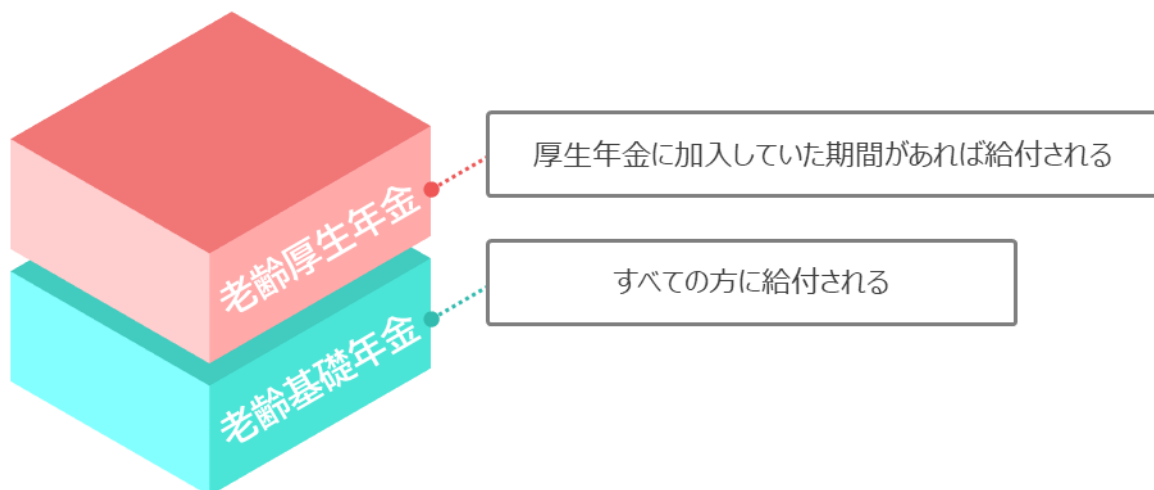 老齢厚生年金
厚生年金に加入していた期間があれば給付される
老齢基礎年金
すべての方に給付される